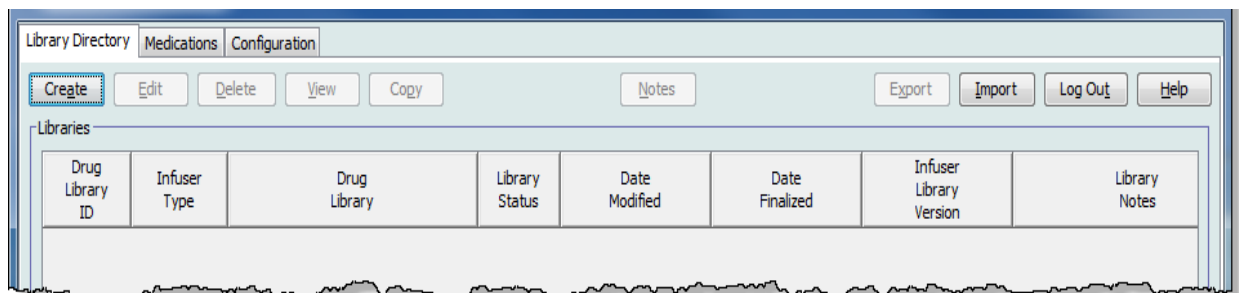 Library Directory Medications Configuration
Create Edit Delete View Copy Notes Export Import Log Out Help
Libraries
Drug Library ID Infuser Type Drug Library Library Status Date Modified Date Finalized Infuser Library Version Library Notes